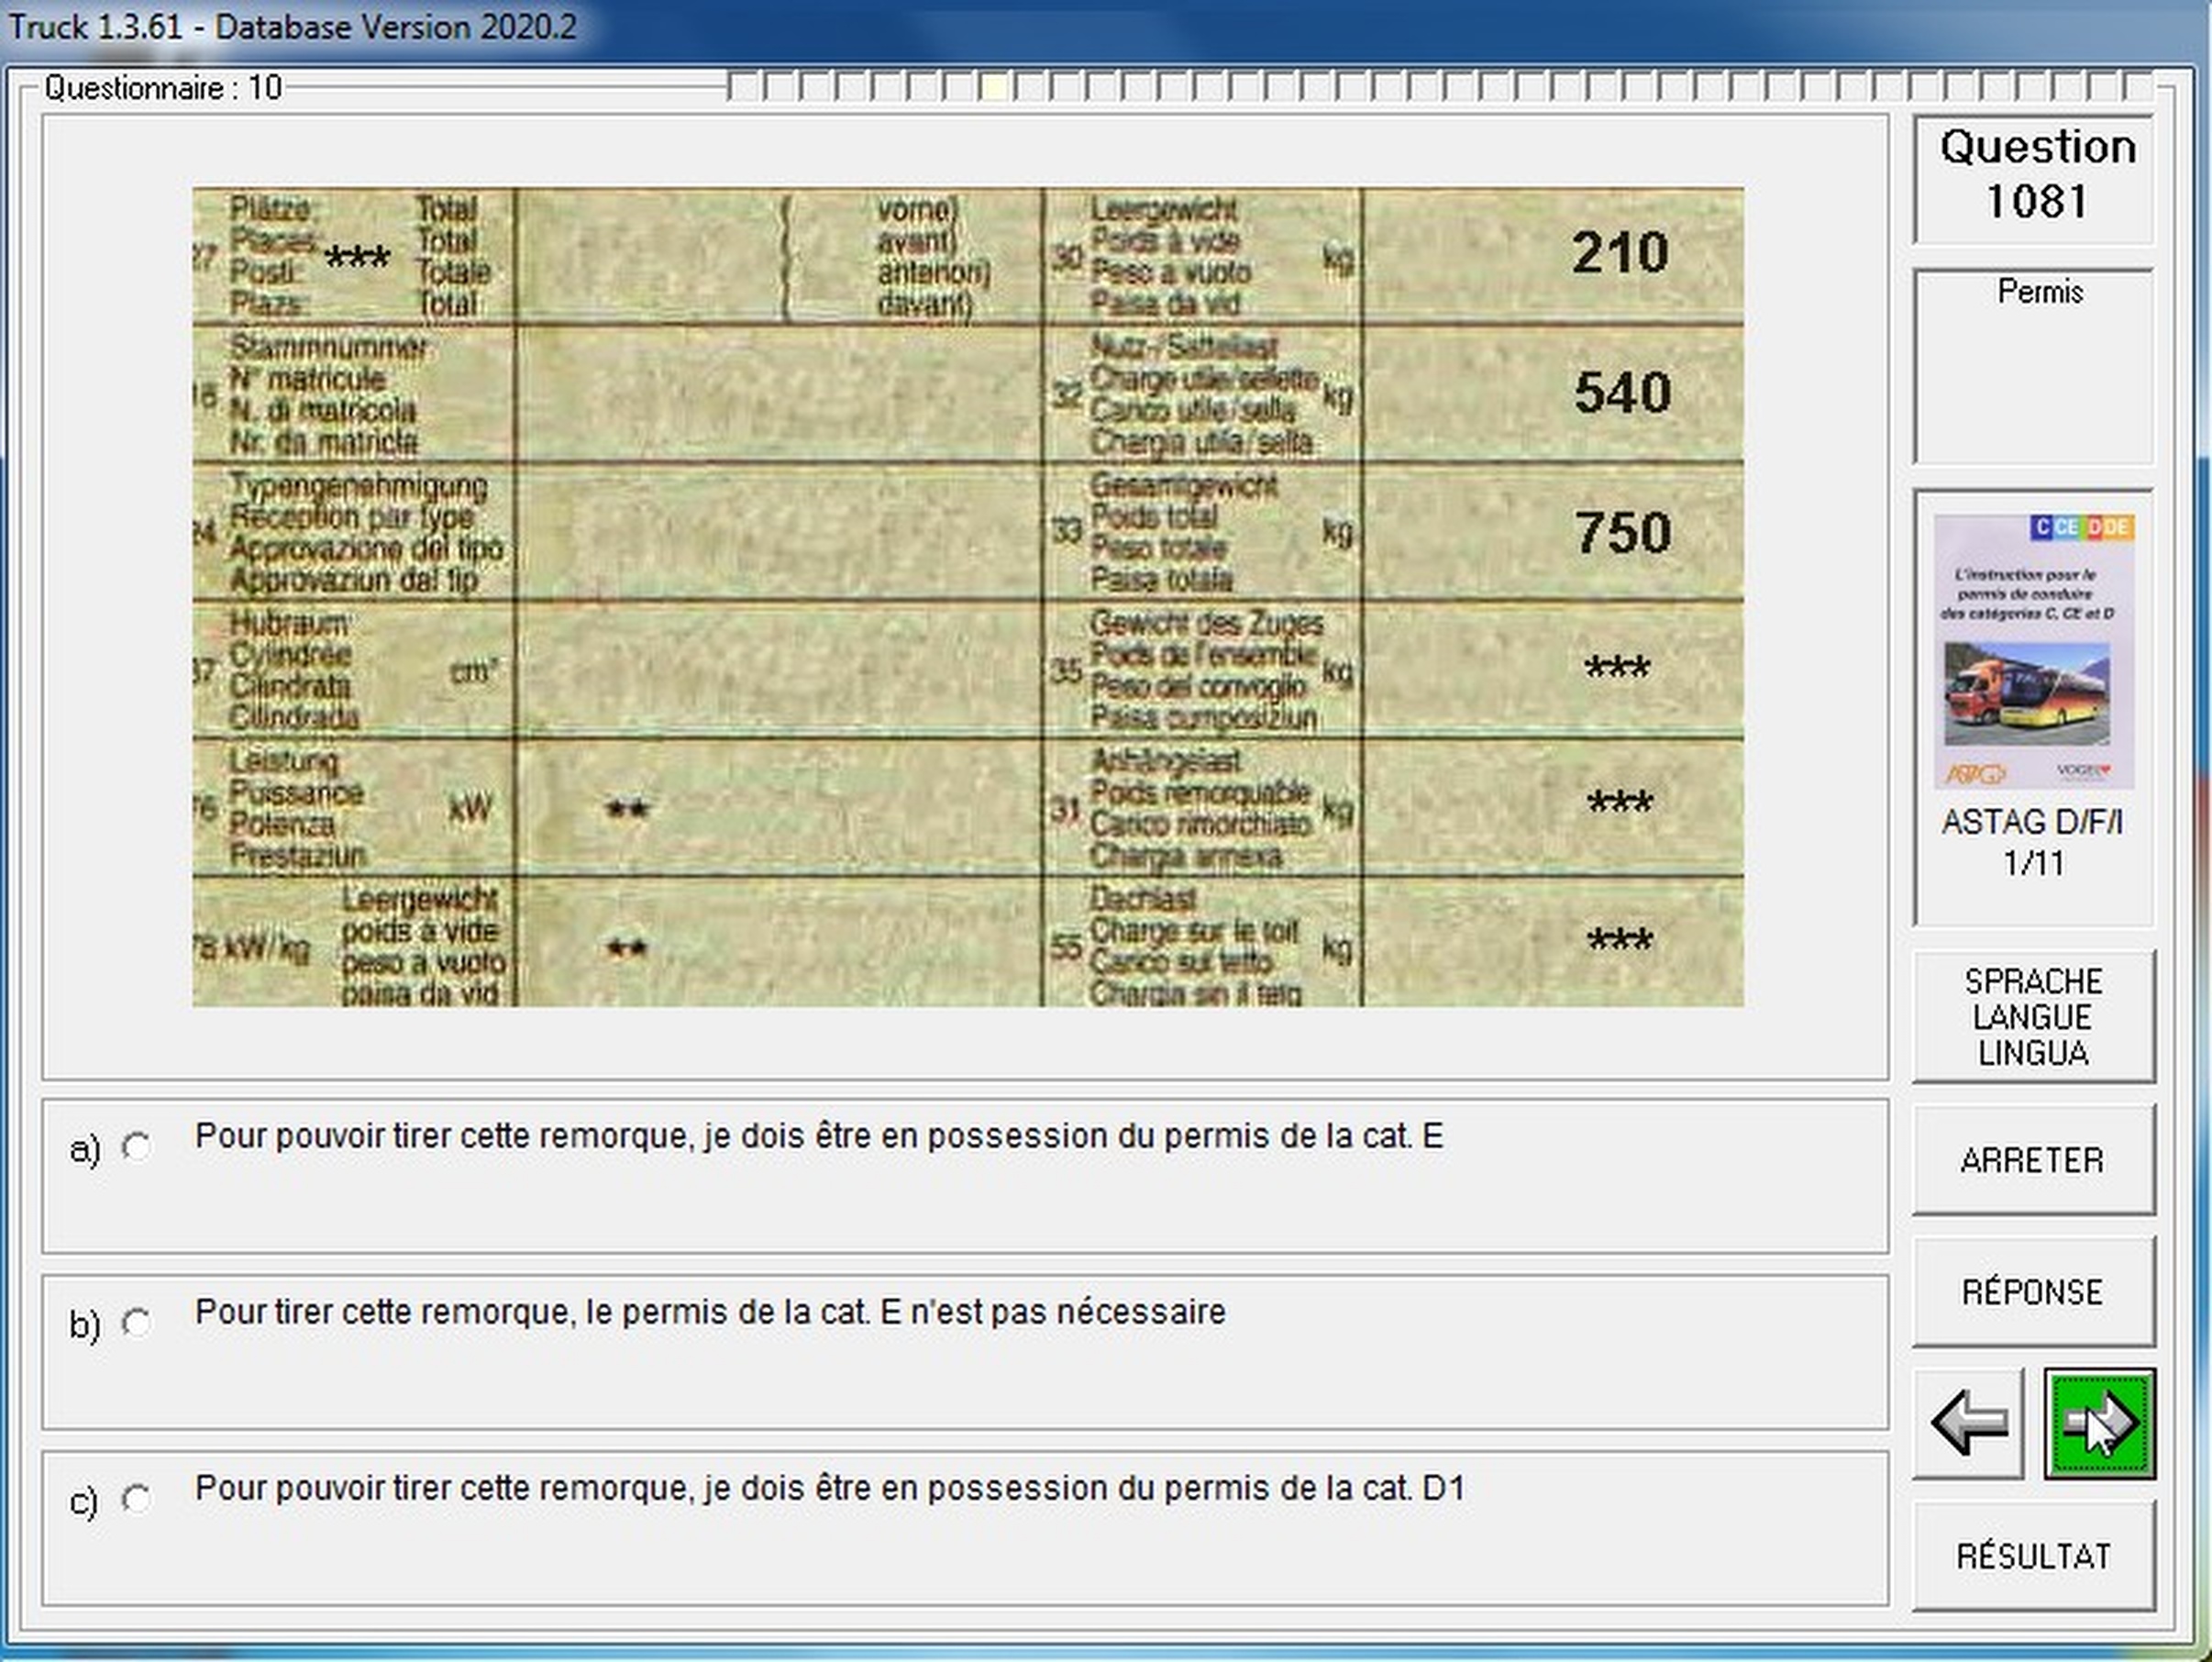 Truck 1.3.61 - Database Version 2020.2
Questionnaire : 10
Question
1081
Permis
27 Plätze: Total
Places: *** Total
Posti: Totale
Plazs: Total
( vorne)
avant)
anteriori)
davant)
30 Leergewicht
Poids à vide kg
Peso a vuoto
Paisa da vid
210
Stammnummer
N° matricule
N. di matricola
Nr. da matricla
32 Nutz-/Sattellast
Charge utile/sellette kg
Carico utile/sella
Chargia utila/sella
540
Typengenehmigung
Réception par type
Approvazione del tipo
Approvaziun dal tip
33 Gesamtgewicht
Poids total kg
Peso totale
Paisa totala
750
Hubraum
Cylindrée cm³
Cilindrata
Cilindrada
35 Gewicht des Zuges
Poids de l'ensemble kg
Peso del convoglio
Paisa cumposiziun
***
76 Leistung
Puissance kW
Potenza
Prestaziun
**
31 Anhängelast
Poids remorquable kg
Carico rimorchiato
Chargia annexa
***
78 kW/kg Leergewicht
poids à vide
peso a vuoto
paisa da vid
**
55 Dachlast
Charge sur le toit kg
Carico sul tetto
Chargia sin il tetg
***
C CE D DE
L'instruction pour le
permis de conduire
des catégories C, CE et D
ASTAG
VOGEL
ASTAG D/F/I
1/11
SPRACHE
LANGUE
LINGUA
ARRETER
RÉPONSE
RÉSULTAT
a) Pour pouvoir tirer cette remorque, je dois être en possession du permis de la cat. E
b) Pour tirer cette remorque, le permis de la cat. E n'est pas nécessaire
c) Pour pouvoir tirer cette remorque, je dois être en possession du permis de la cat. D1